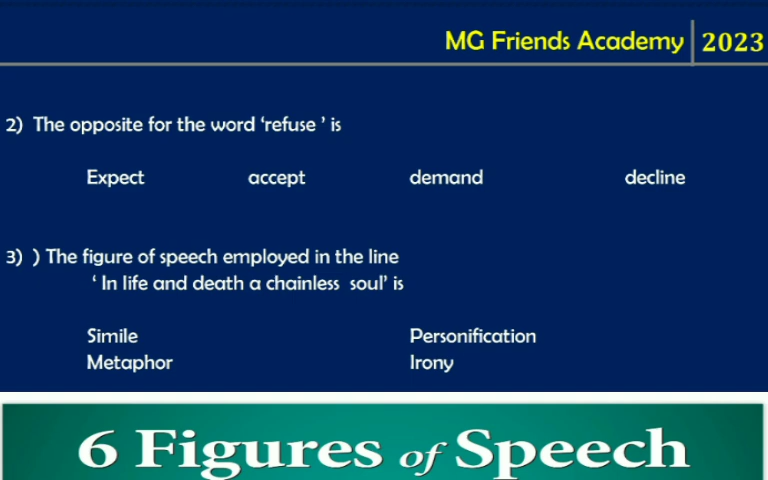 MG Friends Academy 2023
2) The opposite for the word ‘refuse ’ is
Expect accept demand decline
3) ) The figure of speech employed in the line
‘ In life and death a chainless soul’ is
Simile Personification
Metaphor Irony
6 Figures of Speech